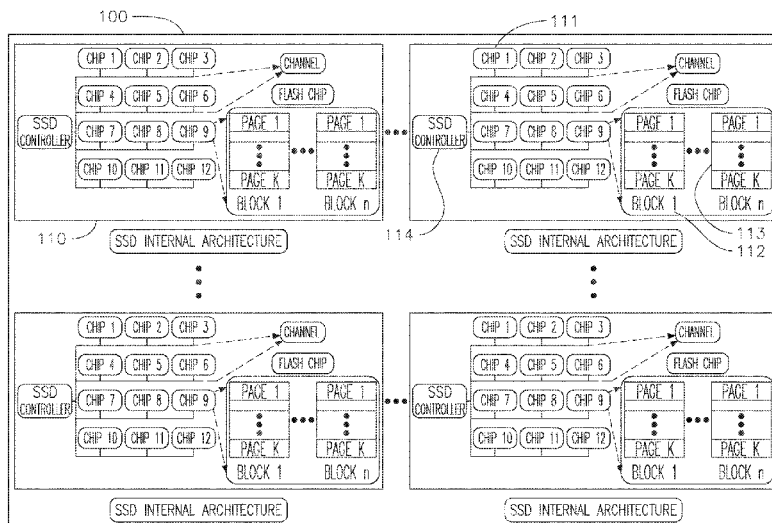 100
111
CHIP 1 CHIP 2 CHIP 3
CHANNEL
CHIP 4 CHIP 5 CHIP 6
FLASH CHIP
SSD CONTROLLER
CHIP 7 CHIP 8 CHIP 9
PAGE 1 PAGE 1
CHIP 10 CHIP 11 CHIP 12
PAGE K PAGE K
BLOCK 1 BLOCK n
110
SSD INTERNAL ARCHITECTURE
CHIP 1 CHIP 2 CHIP 3
CHANNEL
CHIP 4 CHIP 5 CHIP 6
FLASH CHIP
SSD CONTROLLER
CHIP 7 CHIP 8 CHIP 9
PAGE 1 PAGE 1
CHIP 10 CHIP 11 CHIP 12
PAGE K PAGE K
BLOCK 1 BLOCK n
114
113
112
SSD INTERNAL ARCHITECTURE
CHIP 1 CHIP 2 CHIP 3
CHANNEL
CHIP 4 CHIP 5 CHIP 6
FLASH CHIP
SSD CONTROLLER
CHIP 7 CHIP 8 CHIP 9
PAGE 1 PAGE 1
CHIP 10 CHIP 11 CHIP 12
PAGE K PAGE K
BLOCK 1 BLOCK n
SSD INTERNAL ARCHITECTURE
CHIP 1 CHIP 2 CHIP 3
CHANNEL
CHIP 4 CHIP 5 CHIP 6
FLASH CHIP
SSD CONTROLLER
CHIP 7 CHIP 8 CHIP 9
PAGE 1 PAGE 1
CHIP 10 CHIP 11 CHIP 12
PAGE K PAGE K
BLOCK 1 BLOCK n
SSD INTERNAL ARCHITECTURE